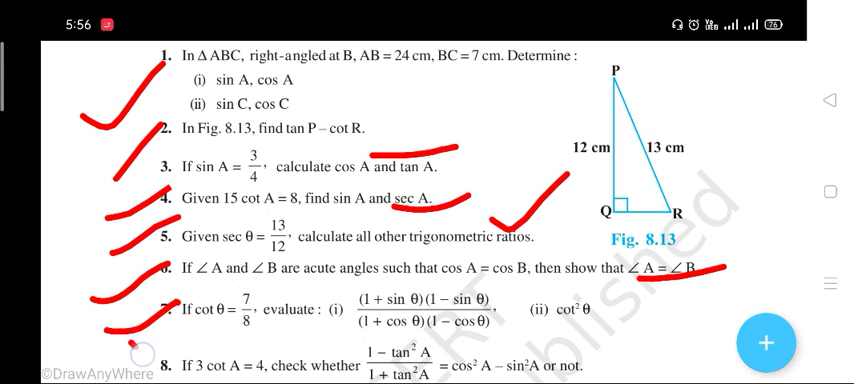 5:56
76
1. In Δ ABC, right-angled at B, AB = 24 cm, BC = 7 cm. Determine :
(i) sin A, cos A
(ii) sin C, cos C
2. In Fig. 8.13, find tan P – cot R.
3. If sin A = 3/4, calculate cos A and tan A.
4. Given 15 cot A = 8, find sin A and sec A.
5. Given sec θ = 13/12, calculate all other trigonometric ratios.
6. If ∠ A and ∠ B are acute angles such that cos A = cos B, then show that ∠ A = ∠ B.
7. If cot θ = 7/8, evaluate : (i) (1 + sin θ)(1 – sin θ)/(1 + cos θ)(1 – cos θ), (ii) cot² θ
8. If 3 cot A = 4, check whether (1 – tan² A)/(1 + tan² A) = cos² A – sin²A or not.
P
12 cm
13 cm
Q
R
Fig. 8.13
©DrawAnyWhere